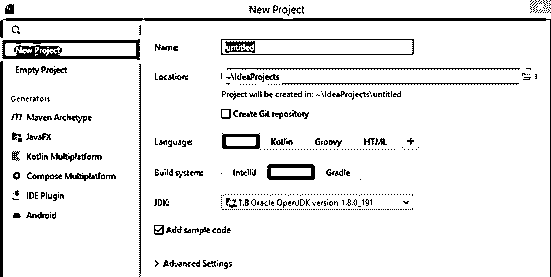 New Project
New Project
Empty Project
Generators
Maven Archetype
JavaFX
Kotlin Multiplatform
Compose Multiplatform
IDE Plugin
Android
Name:
untitled
Location:
~\IdeaProjects
Project will be created in: ~\IdeaProjects\untitled
Create Git repository
Language:
Kotlin Groovy HTML +
Build system:
IntelliJ Gradle
JDK:
1.8 Oracle OpenJDK version 1.8.0_191
Add sample code
Advanced Settings